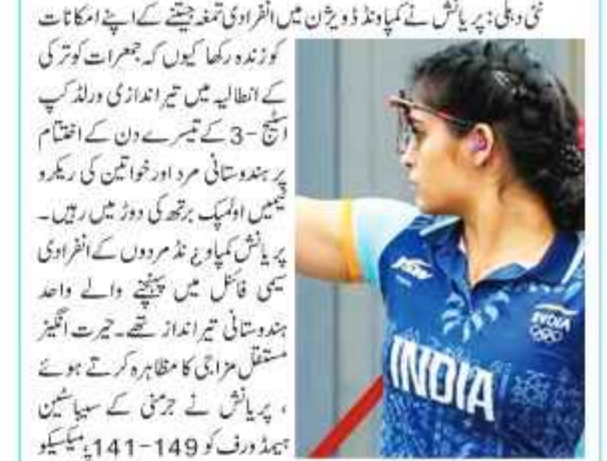 نئی دہلی: پریانش نے کمپاونڈ ڈویژن میں انفرادی تمغہ جیتنے کے اپنے امکانات
کو زندہ رکھا کیوں کہ جمعرات کو ترکی
کے انطالیہ میں تیر اندازی ورلڈ کپ
اسٹیج -3 کے تیسرے دن کے اختتام
پر ہندوستانی مرد اور خواتین کی ریکرو
ٹیمیں اولمپک برتھ کی دوڑ میں رہیں۔
پریانش کمپاونڈ مردوں کے انفرادی
سیمی فائنل میں پہنچنے والے واحد
ہندوستانی تیر انداز تھے۔ حیرت انگیز
مستقل مزاجی کا مظاہرہ کرتے ہوئے
، پریانش نے جرمنی کے سیباسٹین
ہیمڈورف کو 149-141، میکسیکو
INDIA
INDIA